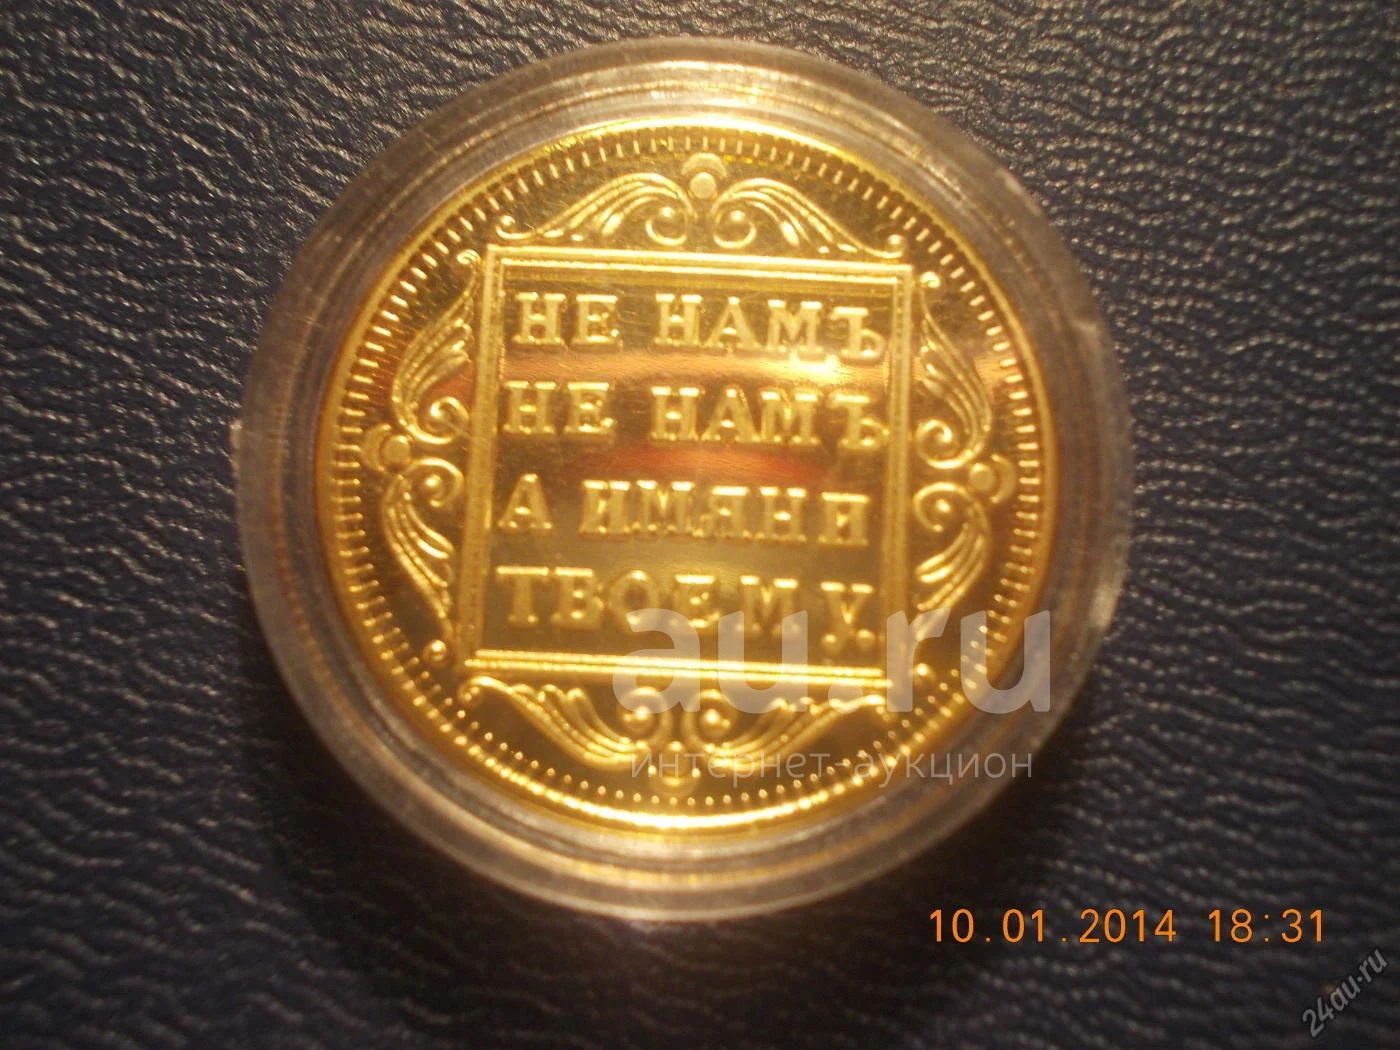 НЕ НАМЪ
НЕ НАМЪ
А ИМЯНИ
ТВОЕМУ.
au.ru
интернет-аукцион
10.01.2014 18:31
24au.ru